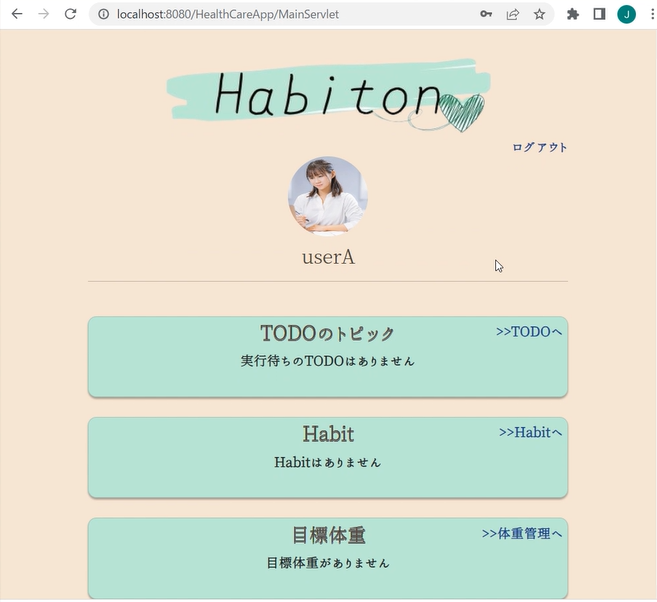 localhost:8080/HealthCareApp/MainServlet
J
Habiton
ログアウト
userA
TODOのトピック
>>TODOへ
実行待ちのTODOはありません
Habit
>>Habitへ
Habitはありません
目標体重
>>体重管理へ
目標体重がありません